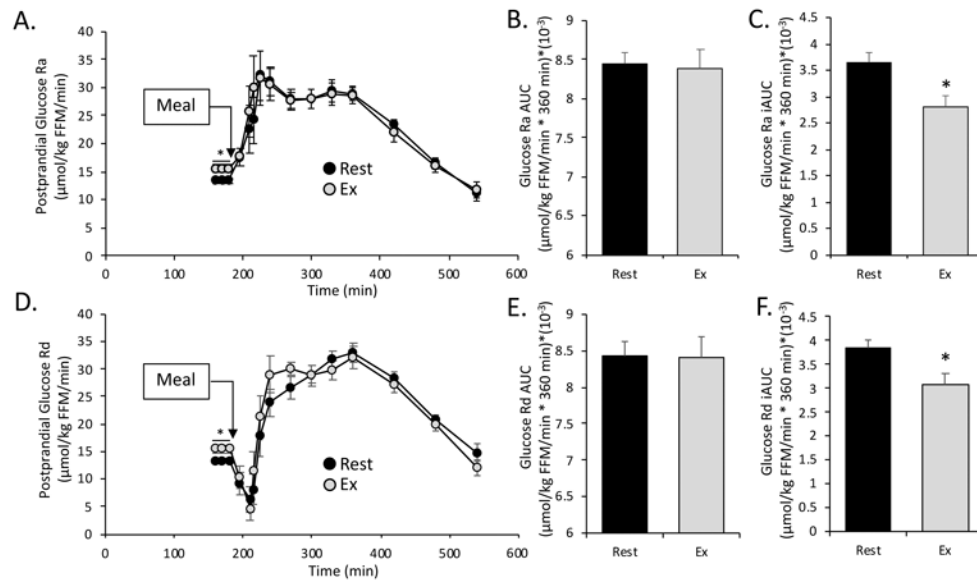 A.
Postprandial Glucose Ra
(μmol/kg FFM/min)
40
35
30
25
20
15
10
5
0
Meal
*
Rest
Ex
0 100 200 300 400 500 600
Time (min)
B.
Glucose Ra AUC
(μmol/kg FFM/min * 360 min)*(10-3)
9
8.5
8
7.5
7
6.5
6
Rest Ex
C.
Glucose Ra iAUC
(μmol/kg FFM/min * 360 min)*(10-3)
4
3.5
3
2.5
2
1.5
1
0.5
0
*
Rest Ex
D.
Postprandial Glucose Rd
(μmol/kg FFM/min)
40
35
30
25
20
15
10
5
0
Meal
*
Rest
Ex
0 100 200 300 400 500 600
Time (min)
E.
Glucose Rd AUC
(μmol/kg FFM/min * 360 min)*(10-3)
9
8.5
8
7.5
7
6.5
6
Rest Ex
F.
Glucose Rd iAUC
(μmol/kg FFM/min * 360 min)*(10-3)
4.5
4
3.5
3
2.5
2
1.5
1
0.5
0
*
Rest Ex